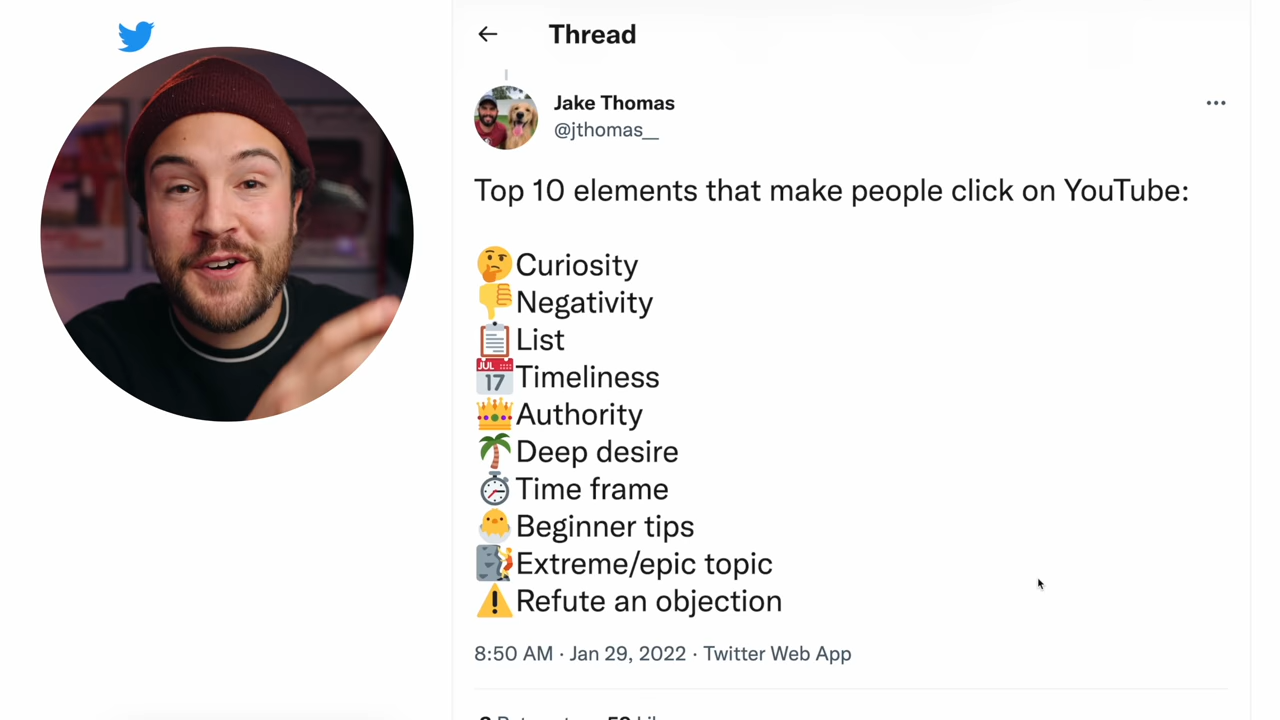 Thread
Jake Thomas
@jthomas__
Top 10 elements that make people click on YouTube:
🤔Curiosity
👎Negativity
📋List
📅Timeliness
👑Authority
🌴Deep desire
⏱Time frame
🐣Beginner tips
🧗Extreme/epic topic
⚠️Refute an objection
8:50 AM · Jan 29, 2022 · Twitter Web App